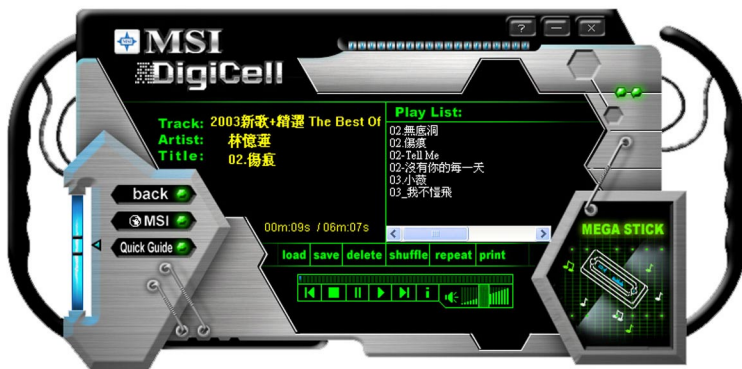 MSI
DigiCell
? — X
Track: 2003新歌+精選 The Best Of
Artist: 林憶蓮
Title: 02.傷痕
Play List:
02.無底洞
02.傷痕
02-Tell Me
02-沒有你的每一天
03.小薇
03_我不懂飛
back
MSI
Quick Guide
00m:09s / 06m:07s
load save delete shuffle repeat print
i
MEGA STICK